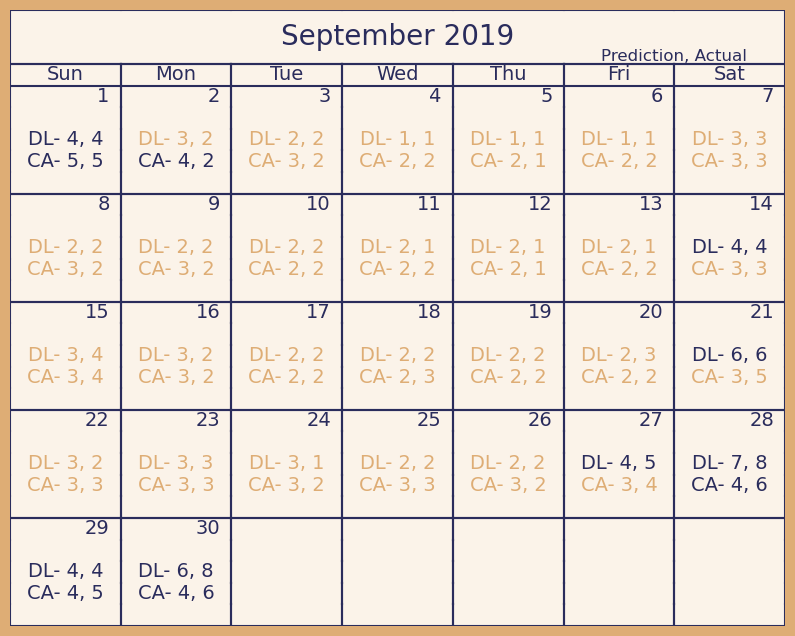 September 2019
Prediction, Actual
Sun Mon Tue Wed Thu Fri Sat
1 2 3 4 5 6 7
DL- 4, 4 DL- 3, 2 DL- 2, 2 DL- 1, 1 DL- 1, 1 DL- 1, 1 DL- 3, 3
CA- 5, 5 CA- 4, 2 CA- 3, 2 CA- 2, 2 CA- 2, 1 CA- 2, 2 CA- 3, 3
8 9 10 11 12 13 14
DL- 2, 2 DL- 2, 2 DL- 2, 2 DL- 2, 1 DL- 2, 1 DL- 2, 1 DL- 4, 4
CA- 3, 2 CA- 3, 2 CA- 2, 2 CA- 2, 2 CA- 2, 1 CA- 2, 2 CA- 3, 3
15 16 17 18 19 20 21
DL- 3, 4 DL- 3, 2 DL- 2, 2 DL- 2, 2 DL- 2, 2 DL- 2, 3 DL- 6, 6
CA- 3, 4 CA- 3, 2 CA- 2, 2 CA- 2, 3 CA- 2, 2 CA- 2, 2 CA- 3, 5
22 23 24 25 26 27 28
DL- 3, 2 DL- 3, 3 DL- 3, 1 DL- 2, 2 DL- 2, 2 DL- 4, 5 DL- 7, 8
CA- 3, 3 CA- 3, 3 CA- 3, 2 CA- 3, 3 CA- 3, 2 CA- 3, 4 CA- 4, 6
29 30
DL- 4, 4 DL- 6, 8
CA- 4, 5 CA- 4, 6